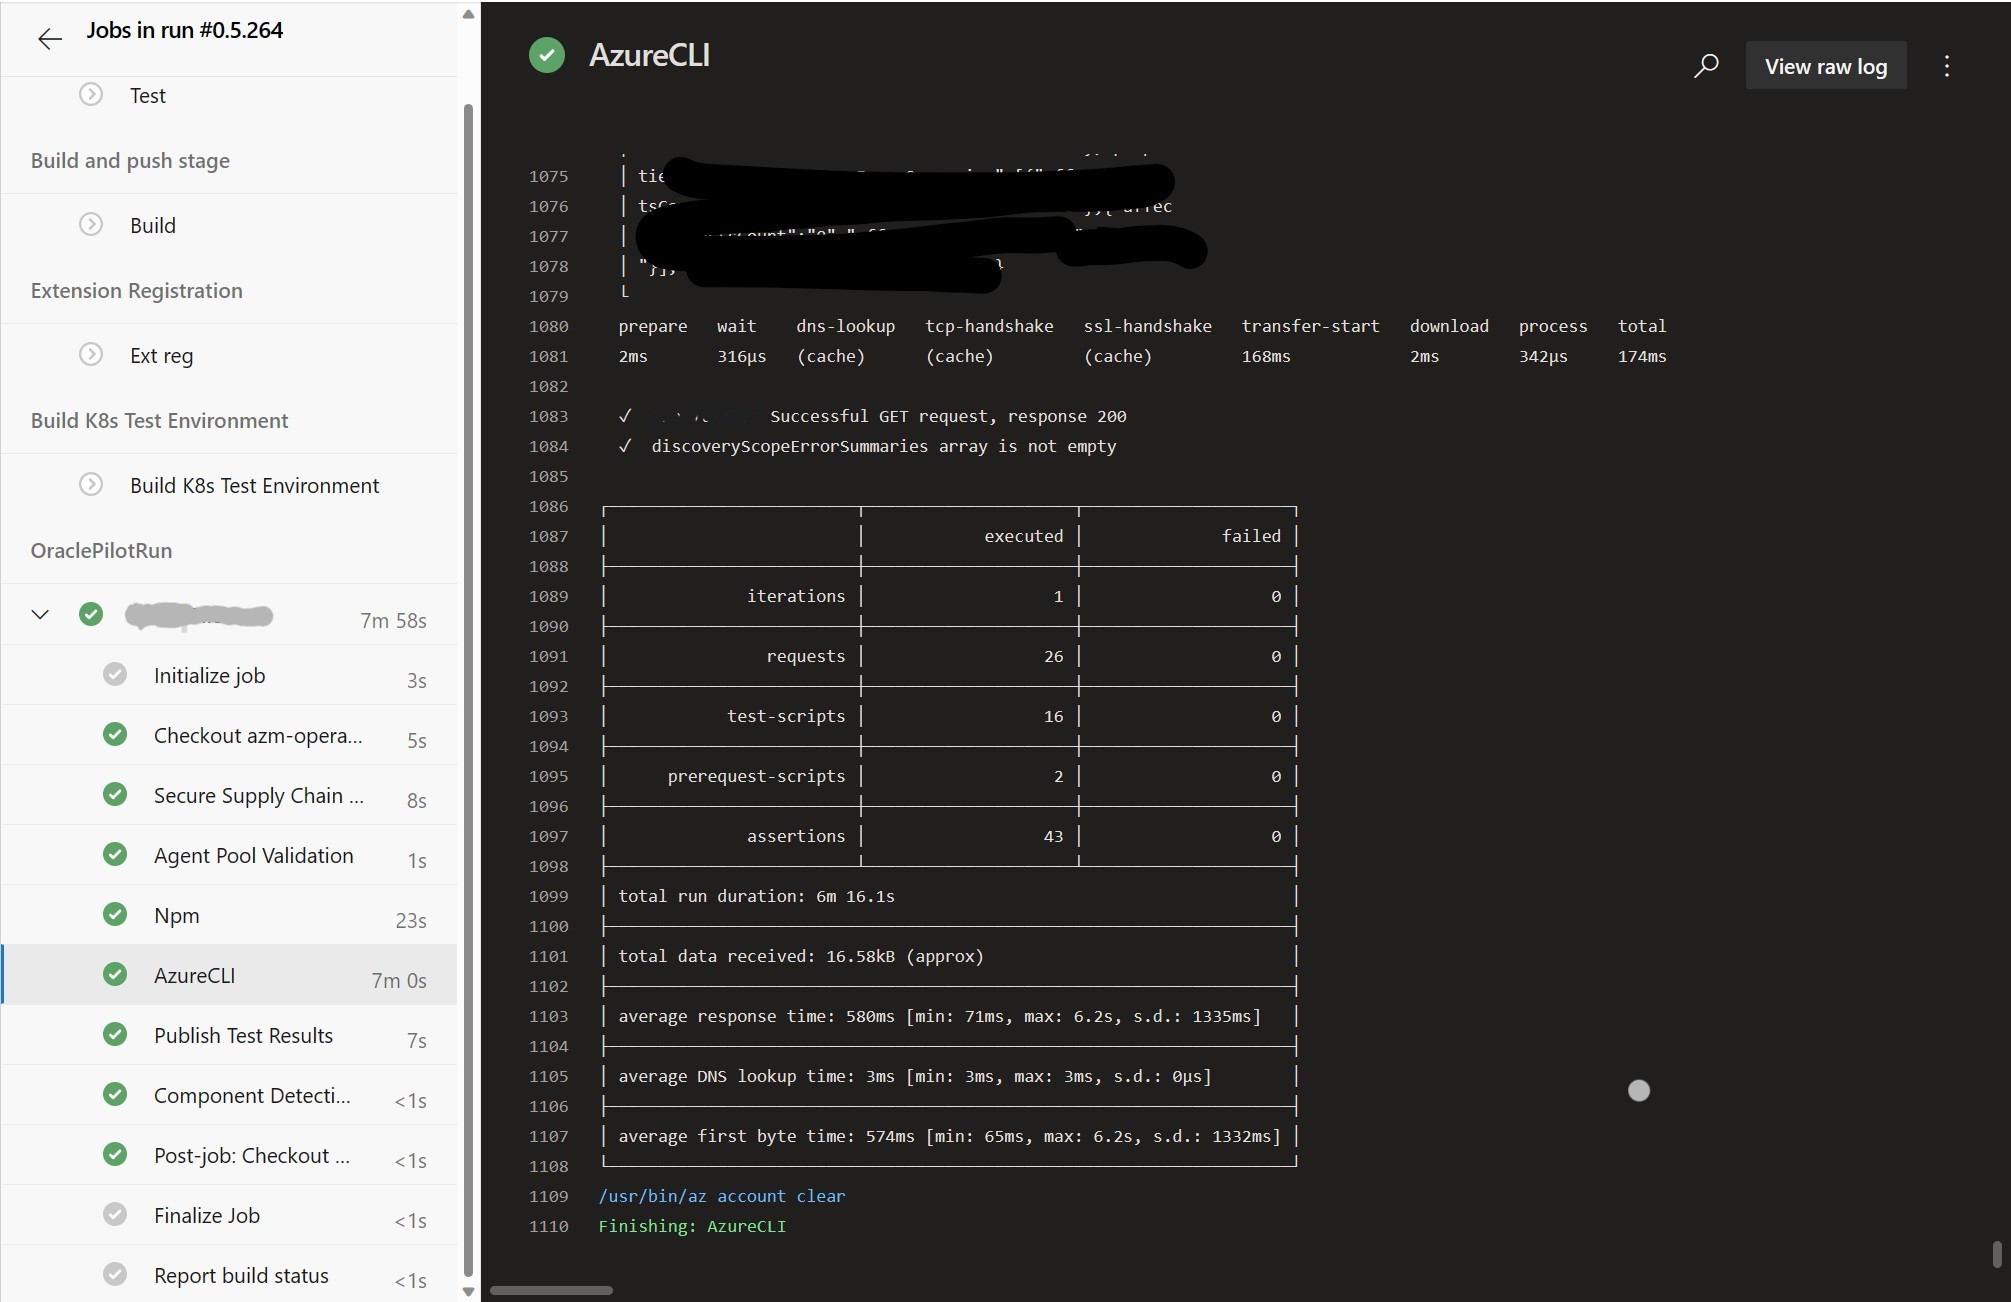 Jobs in run #0.5.264
Test
Build and push stage
Build
Extension Registration
Ext reg
Build K8s Test Environment
Build K8s Test Environment
OraclePilotRun
7m 58s
Initialize job 3s
Checkout azm-opera... 5s
Secure Supply Chain ... 8s
Agent Pool Validation 1s
Npm 23s
AzureCLI 7m 0s
Publish Test Results 7s
Component Detecti... <1s
Post-job: Checkout ... <1s
Finalize Job <1s
Report build status <1s
AzureCLI
View raw log
1075 │ tie
1076 │
1077 │
1078 │ "}],
1079 └
1080 prepare wait dns-lookup tcp-handshake ssl-handshake transfer-start download process total
1081 2ms 316µs (cache) (cache) (cache) 168ms 2ms 342µs 174ms
1082
1083 √ Successful GET request, response 200
1084 √ discoveryScopeErrorSummaries array is not empty
1085
1086
1087 │ │ executed │ failed │
1088
1089 │ iterations │ 1 │ 0 │
1090
1091 │ requests │ 26 │ 0 │
1092
1093 │ test-scripts │ 16 │ 0 │
1094
1095 │ prerequest-scripts │ 2 │ 0 │
1096
1097 │ assertions │ 43 │ 0 │
1098
1099 │ total run duration: 6m 16.1s │
1100
1101 │ total data received: 16.58kB (approx) │
1102
1103 │ average response time: 580ms [min: 71ms, max: 6.2s, s.d.: 1335ms] │
1104
1105 │ average DNS lookup time: 3ms [min: 3ms, max: 3ms, s.d.: 0µs] │
1106
1107 │ average first byte time: 574ms [min: 65ms, max: 6.2s, s.d.: 1332ms] │
1108
1109 /usr/bin/az account clear
1110 Finishing: AzureCLI